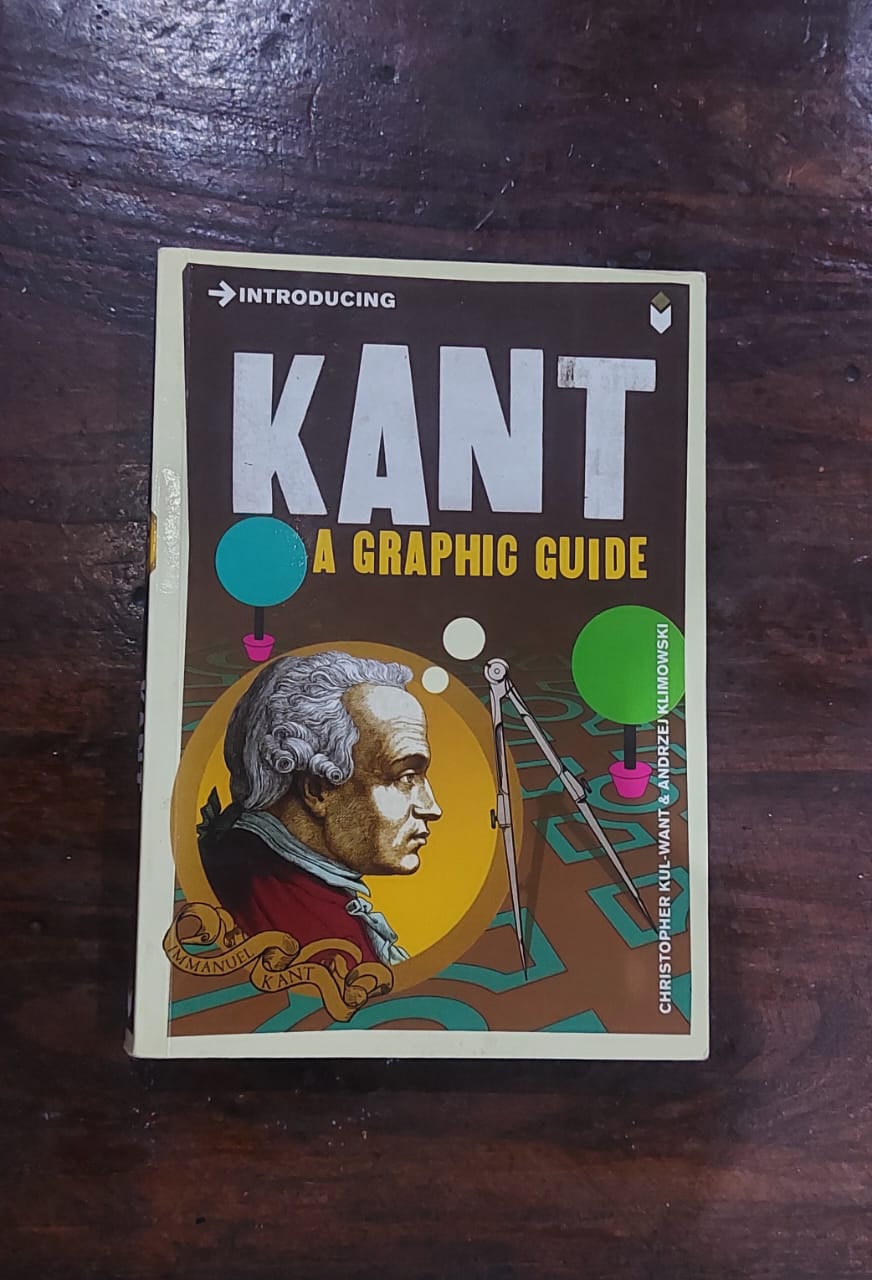 INTRODUCING
KANT
A GRAPHIC GUIDE
CHRISTOPHER KUL-WANT & ANDRZEJ KLIMOWSKI
IMMANUEL
KANT